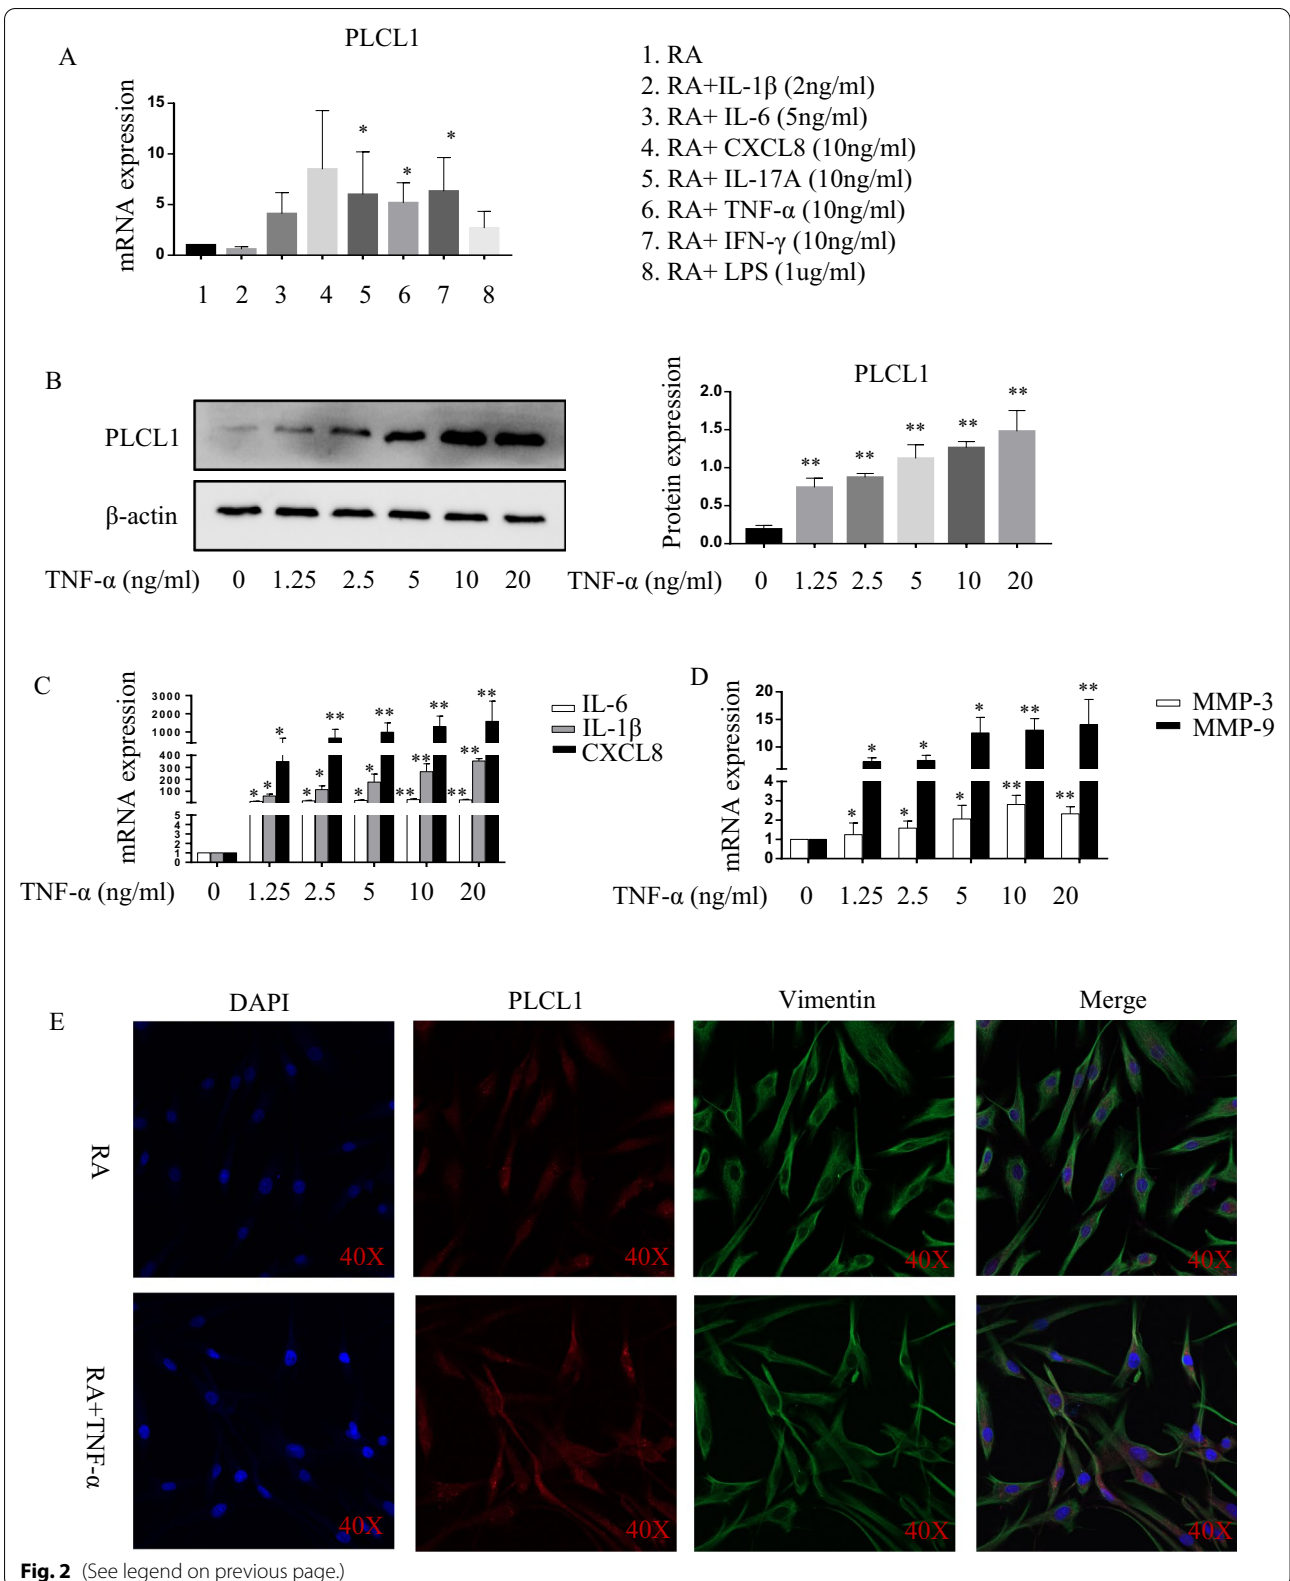 A
PLCL1
mRNA expression
15
10
5
0
*
*
*
1 2 3 4 5 6 7 8
1. RA
2. RA+IL-1β (2ng/ml)
3. RA+ IL-6 (5ng/ml)
4. RA+ CXCL8 (10ng/ml)
5. RA+ IL-17A (10ng/ml)
6. RA+ TNF-α (10ng/ml)
7. RA+ IFN-γ (10ng/ml)
8. RA+ LPS (1ug/ml)
B
PLCL1
β-actin
TNF-α (ng/ml) 0 1.25 2.5 5 10 20
PLCL1
Protein expression
2.0
1.5
1.0
0.5
0.0
** ** ** ** **
TNF-α (ng/ml) 0 1.25 2.5 5 10 20
C
mRNA expression
3000
2000
1000
400
300
200
100
5
4
3
2
1
0
* ** ** ** **
* * * ** **
* * * ** **
IL-6
IL-1β
CXCL8
TNF-α (ng/ml) 0 1.25 2.5 5 10 20
D
mRNA expression
20
15
10
4
3
2
1
0
* * * ** **
* * * ** **
MMP-3
MMP-9
TNF-α (ng/ml) 0 1.25 2.5 5 10 20
E
DAPI PLCL1 Vimentin Merge
RA
40X 40X 40X 40X
RA+TNF-α
40X 40X 40X 40X
Fig. 2 (See legend on previous page.)